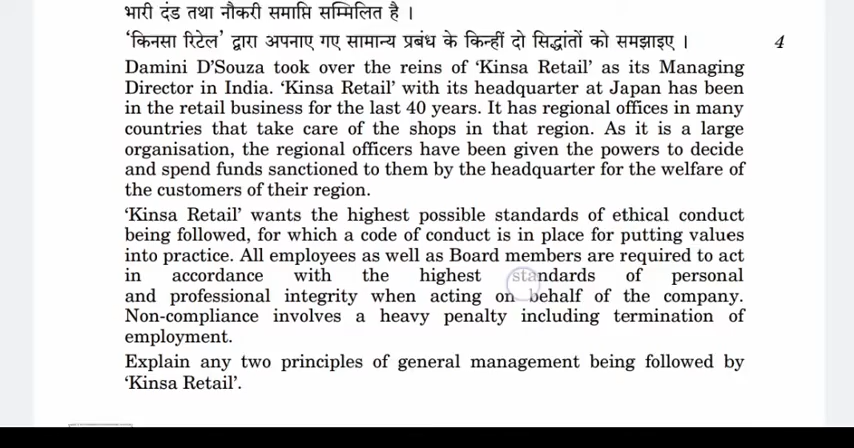 भारी दंड तथा नौकरी समाप्ति सम्मिलित है ।
‘किनसा रिटेल’ द्वारा अपनाए गए सामान्य प्रबंध के किन्हीं दो सिद्धांतों को समझाइए । 4
Damini D’Souza took over the reins of ‘Kinsa Retail’ as its Managing
Director in India. ‘Kinsa Retail’ with its headquarter at Japan has been
in the retail business for the last 40 years. It has regional offices in many
countries that take care of the shops in that region. As it is a large
organisation, the regional officers have been given the powers to decide
and spend funds sanctioned to them by the headquarter for the welfare of
the customers of their region.
‘Kinsa Retail’ wants the highest possible standards of ethical conduct
being followed, for which a code of conduct is in place for putting values
into practice. All employees as well as Board members are required to act
in accordance with the highest standards of personal
and professional integrity when acting on behalf of the company.
Non-compliance involves a heavy penalty including termination of
employment.
Explain any two principles of general management being followed by
‘Kinsa Retail’.